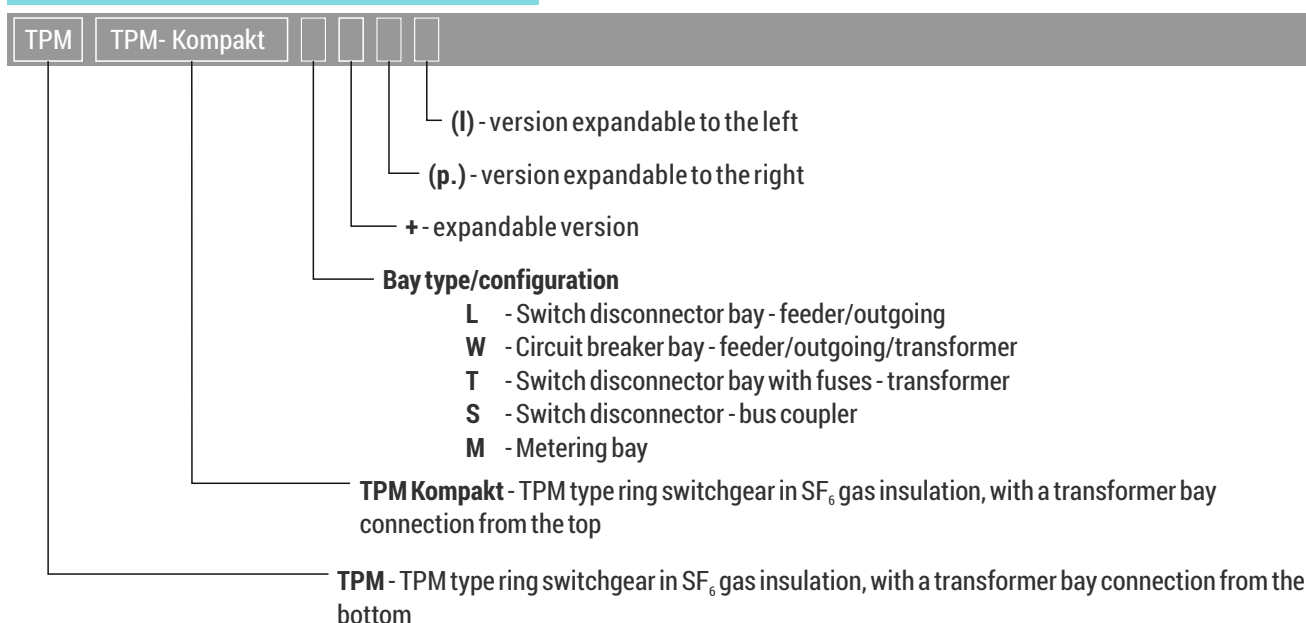 TPM TPM- Kompakt
(l) - version expandable to the left
(p.) - version expandable to the right
+ - expandable version
Bay type/configuration
L - Switch disconnector bay - feeder/outgoing
W - Circuit breaker bay - feeder/outgoing/transformer
T - Switch disconnector bay with fuses - transformer
S - Switch disconnector - bus coupler
M - Metering bay
TPM Kompakt - TPM type ring switchgear in SF₆ gas insulation, with a transformer bay
connection from the top
TPM - TPM type ring switchgear in SF₆ gas insulation, with a transformer bay connection from the
bottom